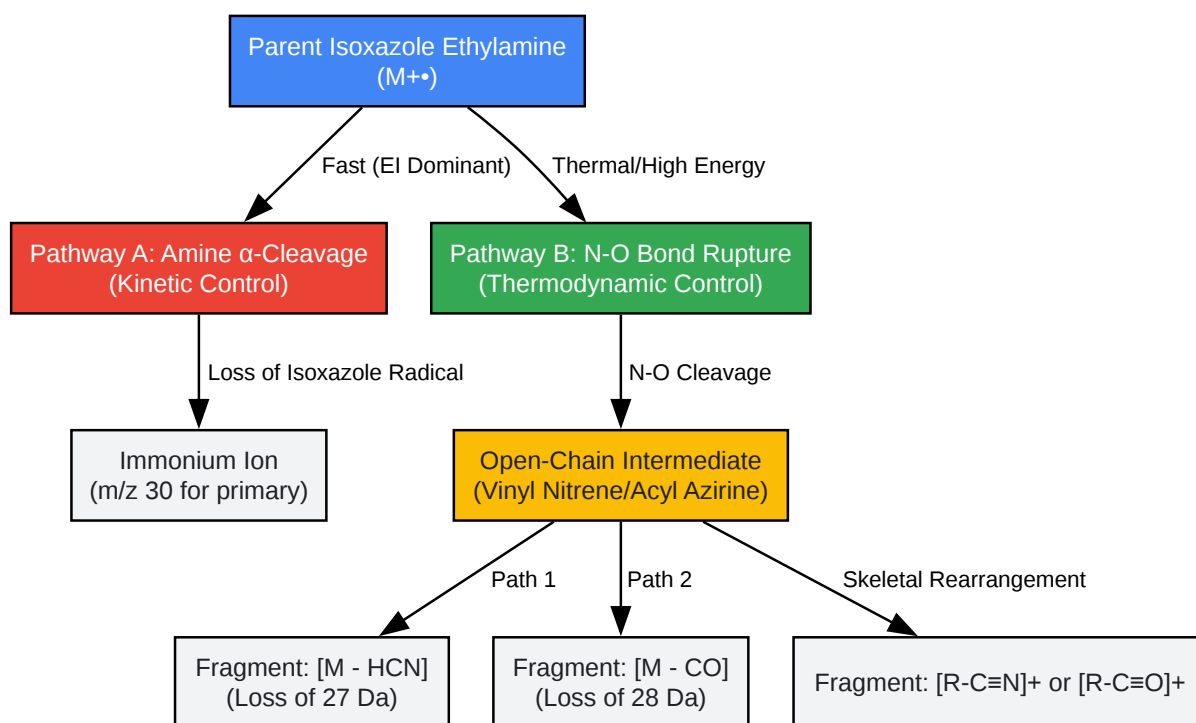 Parent Isoxazole Ethylamine
(M+•)
Fast (EI Dominant)
Thermal/High Energy
Pathway A: Amine α-Cleavage
(Kinetic Control)
Pathway B: N-O Bond Rupture
(Thermodynamic Control)
Loss of Isoxazole Radical
N-O Cleavage
Immonium Ion
(m/z 30 for primary)
Open-Chain Intermediate
(Vinyl Nitrene/Acyl Azirine)
Path 1
Path 2
Skeletal Rearrangement
Fragment: [M - HCN]
(Loss of 27 Da)
Fragment: [M - CO]
(Loss of 28 Da)
Fragment: [R-C≡N]+ or [R-C≡O]+